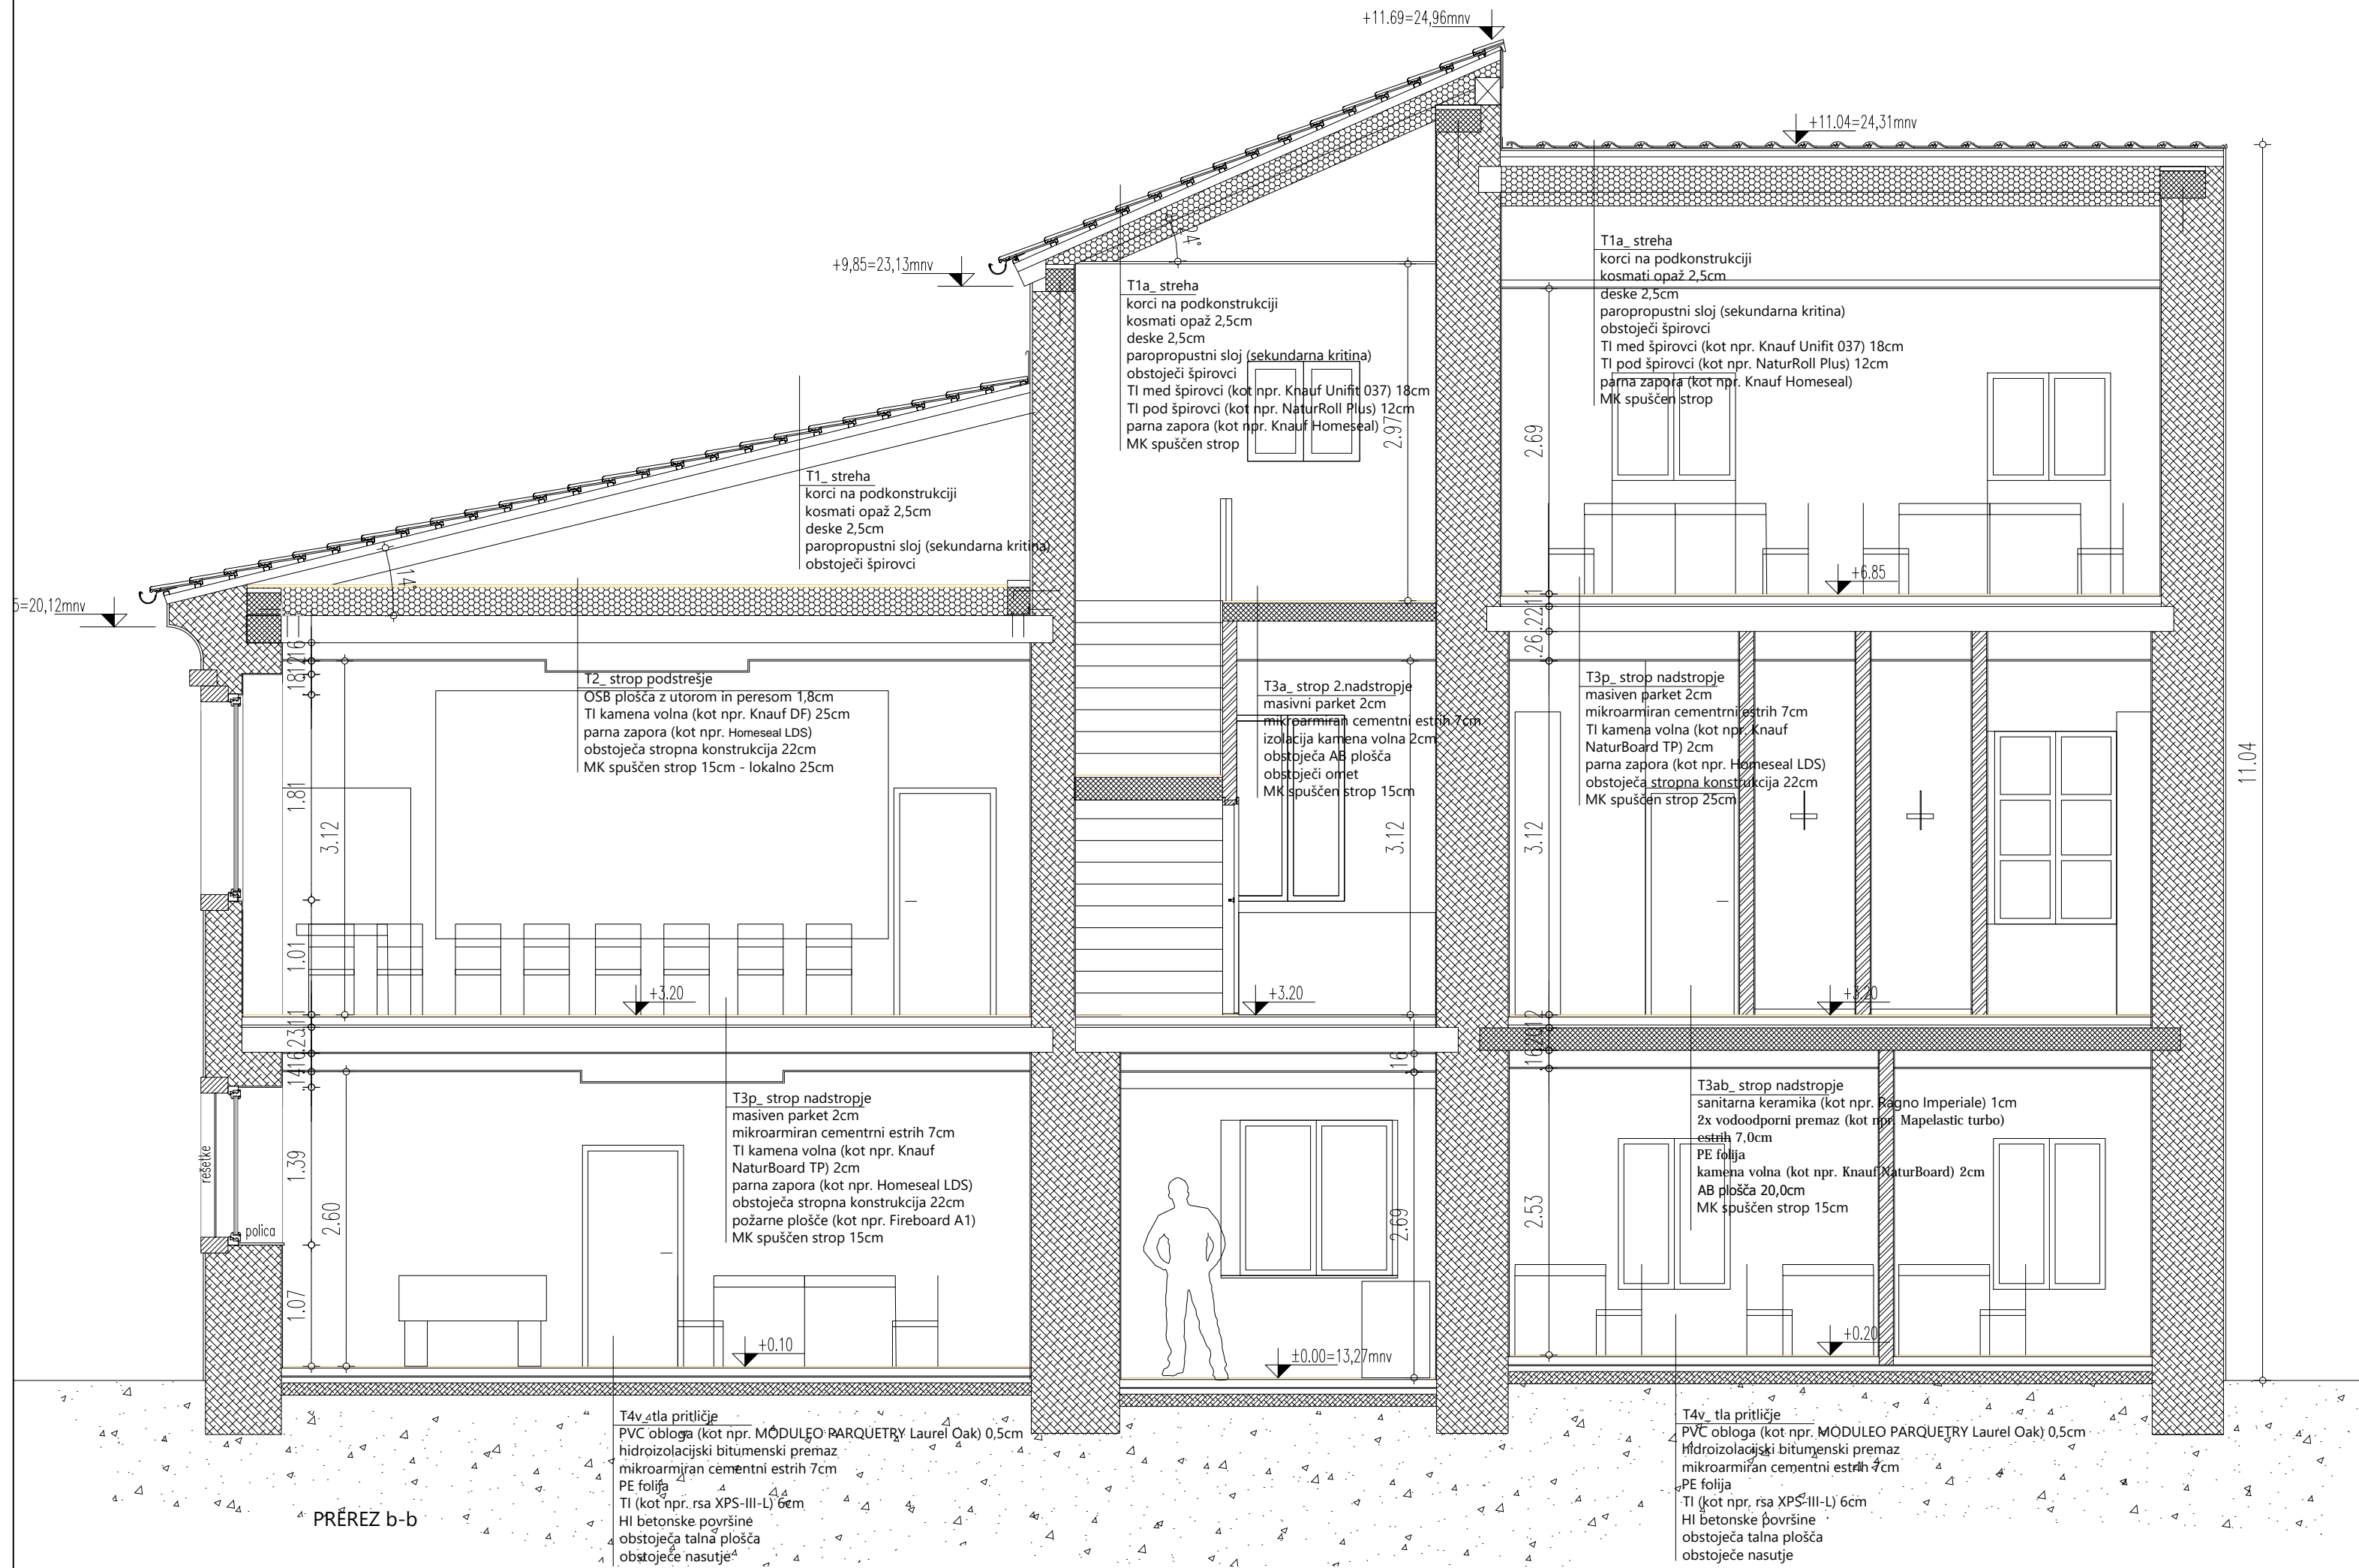 +11.69=24,96mnv
+11.04=24,31mnv
+9,85=23,13mnv
24°
T1a_ streha
korci na podkonstrukciji
kosmati opaž 2,5cm
deske 2,5cm
paropropustni sloj (sekundarna kritina)
obstoječi špirovci
TI med špirovci (kot npr. Knauf Unifit 037) 18cm
TI pod špirovci (kot npr. NaturRoll Plus) 12cm
parna zapora (kot npr. Knauf Homeseal)
MK spuščen strop
T1a_ streha
korci na podkonstrukciji
kosmati opaž 2,5cm
deske 2,5cm
paropropustni sloj (sekundarna kritina)
obstoječi špirovci
TI med špirovci (kot npr. Knauf Unifit 037) 18cm
TI pod špirovci (kot npr. NaturRoll Plus) 12cm
parna zapora (kot npr. Knauf Homeseal)
MK spuščen strop
2.97
2.69
T1_ streha
korci na podkonstrukciji
kosmati opaž 2,5cm
deske 2,5cm
paropropustni sloj (sekundarna kritina)
obstoječi špirovci
14°
5=20,12mnv
+6.85
.26.2211
181216
T2_ strop podstrešje
OSB plošča z utorom in peresom 1,8cm
TI kamena volna (kot npr. Knauf DF) 25cm
parna zapora (kot npr. Homeseal LDS)
obstoječa stropna konstrukcija 22cm
MK spuščen strop 15cm - lokalno 25cm
T3a_ strop 2.nadstropje
masivni parket 2cm
mikroarmiran cementni estrih 7cm
izolacija kamena volna 2cm
obstoječa AB plošča
obstoječi omet
MK spuščen strop 15cm
T3p_ strop nadstropje
masiven parket 2cm
mikroarmiran cementrni estrih 7cm
TI kamena volna (kot npr. Knauf
NaturBoard TP) 2cm
parna zapora (kot npr. Homeseal LDS)
obstoječa stropna konstrukcija 22cm
MK spuščen strop 25cm
1.81
3.12
3.12
3.12
11.04
1.01
+3.20
+3.20
+3.20
1416.2311
16
162012
T3p_ strop nadstropje
masiven parket 2cm
mikroarmiran cementrni estrih 7cm
TI kamena volna (kot npr. Knauf
NaturBoard TP) 2cm
parna zapora (kot npr. Homeseal LDS)
obstoječa stropna konstrukcija 22cm
požarne plošče (kot npr. Fireboard A1)
MK spuščen strop 15cm
T3ab_ strop nadstropje
sanitarna keramika (kot npr. Ragno Imperiale) 1cm
2x vodoodporni premaz (kot npr. Mapelastic turbo)
estrih 7,0cm
PE folija
kamena volna (kot npr. Knauf NaturBoard) 2cm
AB plošča 20,0cm
MK spuščen strop 15cm
rešetke
1.39
2.60
polica
1.07
2.69
2.53
+0.10
±0.00=13,27mnv
+0.20
T4v_ tla pritličje
PVC obloga (kot npr. MODULEO PARQUETRY Laurel Oak) 0,5cm
hidroizolacijski bitumenski premaz
mikroarmiran cementni estrih 7cm
PE folija
TI (kot npr. rsa XPS-III-L) 6cm
HI betonske površine
obstoječa talna plošča
obstoječe nasutje
T4v_ tla pritličje
PVC obloga (kot npr. MODULEO PARQUETRY Laurel Oak) 0,5cm
hidroizolacijski bitumenski premaz
mikroarmiran cementni estrih 7cm
PE folija
TI (kot npr. rsa XPS-III-L) 6cm
HI betonske površine
obstoječa talna plošča
obstoječe nasutje
PREREZ b-b